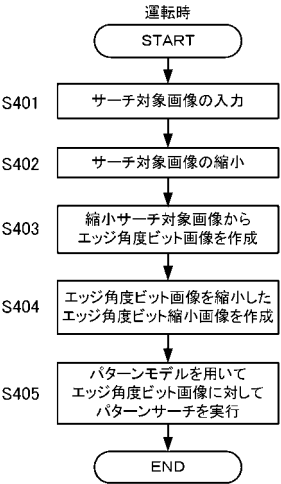 運転時
START
S401
サーチ対象画像の入力
S402
サーチ対象画像の縮小
S403
縮小サーチ対象画像から
エッジ角度ビット画像を作成
S404
エッジ角度ビット画像を縮小した
エッジ角度ビット縮小画像を作成
S405
パターンモデルを用いて
エッジ角度ビット画像に対して
パターンサーチを実行
END